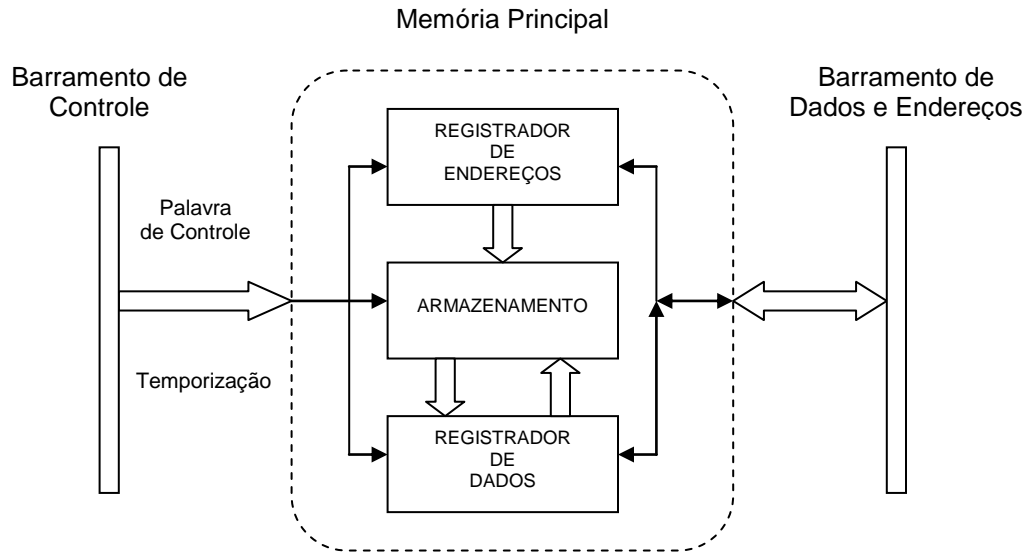 Memória Principal
Barramento de
Controle
Barramento de
Dados e Endereços
REGISTRADOR
DE
ENDEREÇOS
Palavra
de Controle
ARMAZENAMENTO
Temporização
REGISTRADOR
DE
DADOS